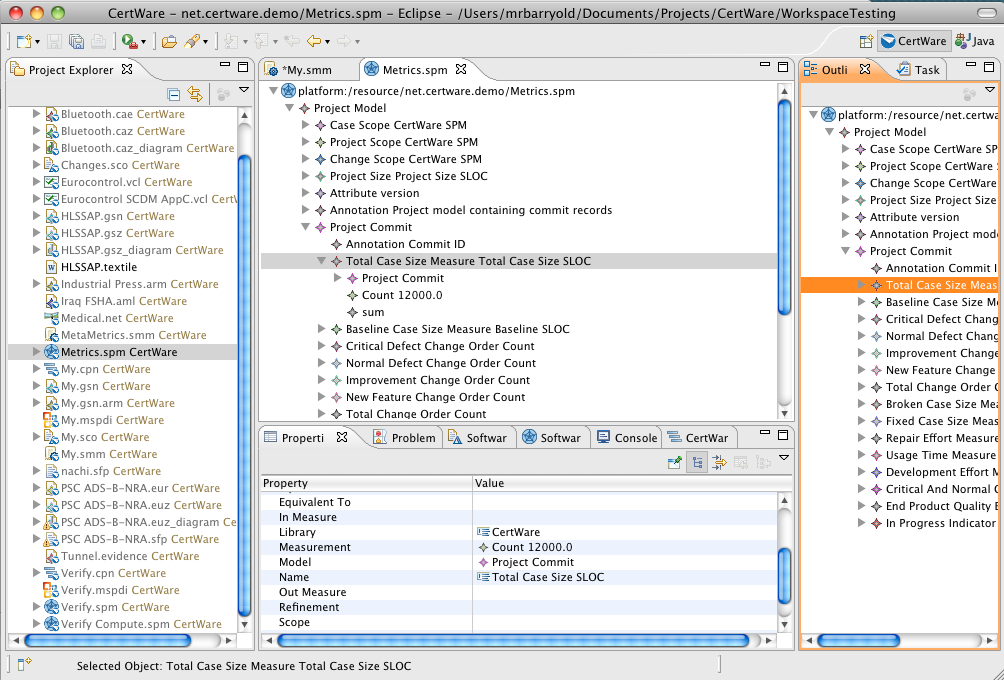 CertWare - net.certware.demo/Metrics.spm - Eclipse - /Users/mrbarryold/Documents/Projects/CertWare/WorkspaceTesting
CertWare
Java
Project Explorer
Bluetooth.cae CertWare
Bluetooth.caz CertWare
Bluetooth.caz_diagram CertWare
Changes.sco CertWare
Eurocontrol.vcl CertWare
Eurocontrol SCDM AppC.vcl CertW
HLSSAP.gsn CertWare
HLSSAP.gsz CertWare
HLSSAP.gsz_diagram CertWare
HLSSAP.textile
Industrial Press.arm CertWare
Iraq FSHA.aml CertWare
Medical.net CertWare
MetaMetrics.smm CertWare
Metrics.spm CertWare
My.cpn CertWare
My.gsn CertWare
My.gsn.arm CertWare
My.mspdi CertWare
My.sco CertWare
My.smm CertWare
nachi.sfp CertWare
PSC ADS-B-NRA.eur CertWare
PSC ADS-B-NRA.euz CertWare
PSC ADS-B-NRA.euz_diagram Ce
PSC ADS-B-NRA.sfp CertWare
Tunnel.evidence CertWare
Verify.cpn CertWare
Verify.mspdi CertWare
Verify.spm CertWare
Verify Compute.spm CertWare
*My.smm
Metrics.spm
platform:/resource/net.certware.demo/Metrics.spm
Project Model
Case Scope CertWare SPM
Project Scope CertWare SPM
Change Scope CertWare SPM
Project Size Project Size SLOC
Attribute version
Annotation Project model containing commit records
Project Commit
Annotation Commit ID
Total Case Size Measure Total Case Size SLOC
Project Commit
Count 12000.0
sum
Baseline Case Size Measure Baseline SLOC
Critical Defect Change Order Count
Normal Defect Change Order Count
Improvement Change Order Count
New Feature Change Order Count
Total Change Order Count
Properti
Problem
Softwar
Softwar
Console
CertWar
Property Value
Equivalent To
In Measure
Library CertWare
Measurement Count 12000.0
Model Project Commit
Name Total Case Size SLOC
Out Measure
Refinement
Scope
Outli
Task
platform:/resource/net.certwa
Project Model
Case Scope CertWare SP
Project Scope CertWare
Change Scope CertWare
Project Size Project Size
Attribute version
Annotation Project mod
Project Commit
Annotation Commit I
Total Case Size Meas
Baseline Case Size M
Critical Defect Chang
Normal Defect Chang
Improvement Change
New Feature Change
Total Change Order C
Broken Case Size Mea
Fixed Case Size Meas
Repair Effort Measure
Usage Time Measure
Development Effort M
Critical And Normal
End Product Quality E
In Progress Indicator
Selected Object: Total Case Size Measure Total Case Size SLOC